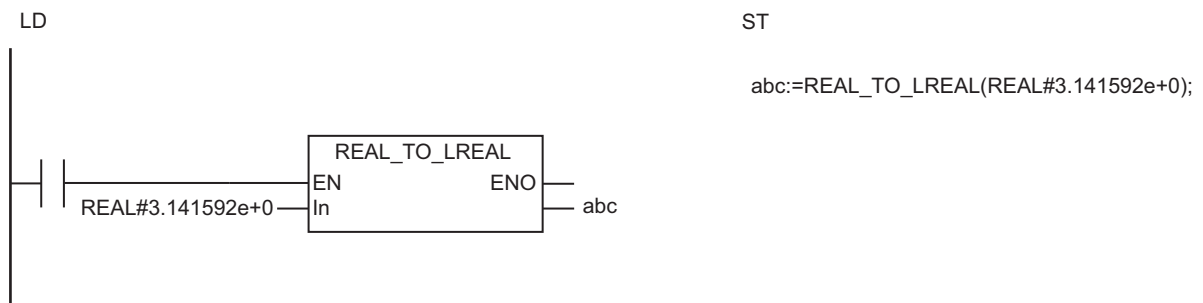 LD
ST
abc:=REAL_TO_LREAL(REAL#3.141592e+0);
REAL_TO_LREAL
EN ENO
REAL#3.141592e+0 In abc